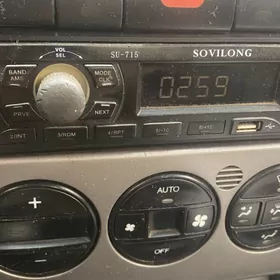 VOL
SEL
SU-715
SOVILONG
BAND
AMS
MODE
CLK
0259
PRVE
NEXT
2/INT
3/RDM
4/RPT
5/-10
6/+10
AUTO
OFF